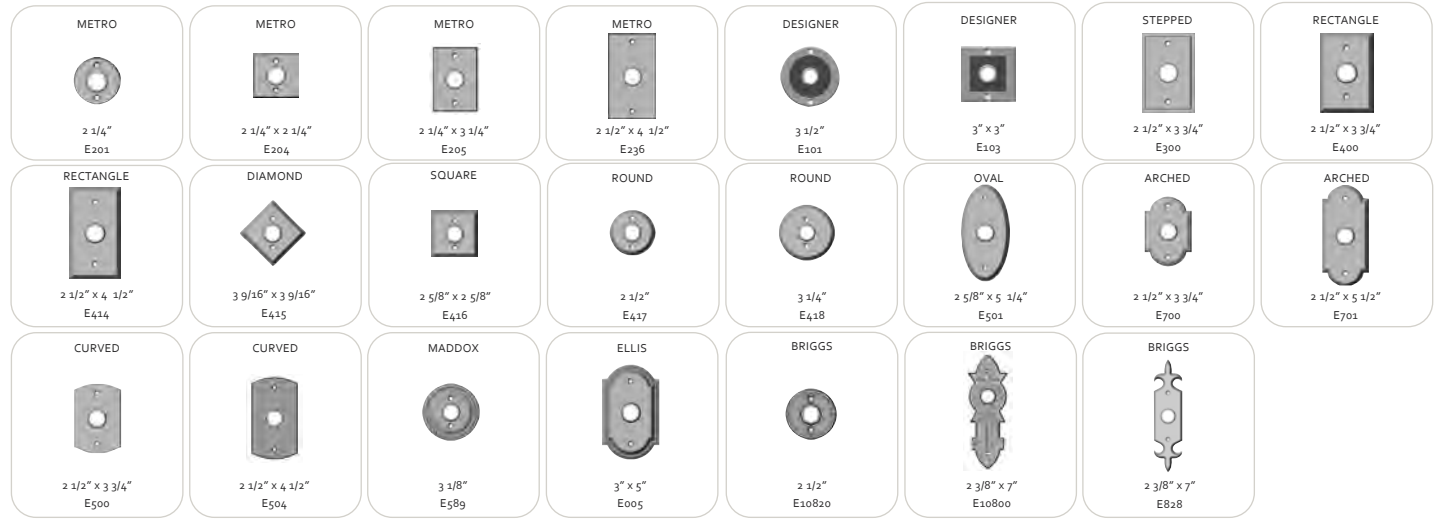 METRO
2 1/4”
E201
METRO
2 1/4” x 2 1/4”
E204
METRO
2 1/4” x 3 1/4”
E205
METRO
2 1/2” x 4 1/2”
E236
DESIGNER
3 1/2”
E101
DESIGNER
3” x 3”
E103
STEPPED
2 1/2” x 3 3/4”
E300
RECTANGLE
2 1/2” x 3 3/4”
E400
RECTANGLE
2 1/2” x 4 1/2”
E414
DIAMOND
3 9/16” x 3 9/16”
E415
SQUARE
2 5/8” x 2 5/8”
E416
ROUND
2 1/2”
E417
ROUND
3 1/4”
E418
OVAL
2 5/8” x 5 1/4”
E501
ARCHED
2 1/2” x 3 3/4”
E700
ARCHED
2 1/2” x 5 1/2”
E701
CURVED
2 1/2” x 3 3/4”
E500
CURVED
2 1/2” x 4 1/2”
E504
MADDOX
3 1/8”
E589
ELLIS
3” x 5”
E005
BRIGGS
2 1/2”
E10820
BRIGGS
2 3/8” x 7”
E10800
BRIGGS
2 3/8” x 7”
E828